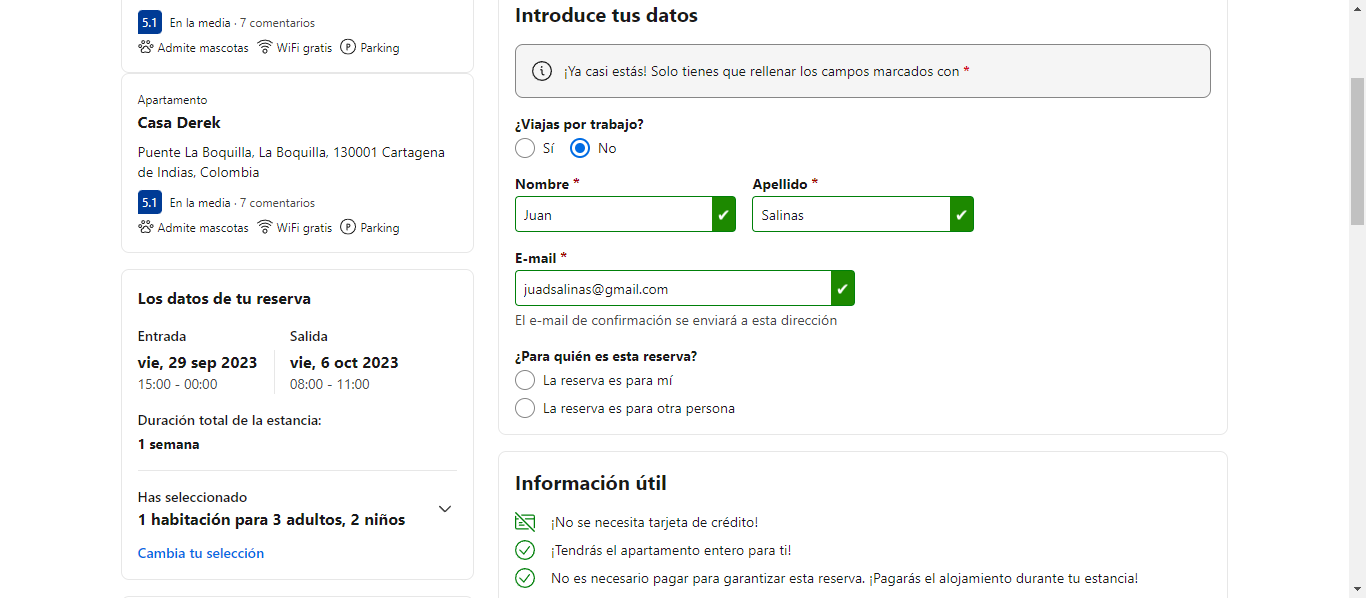 5.1 En la media · 7 comentarios
Admite mascotas WiFi gratis P Parking
Apartamento
Casa Derek
Puente La Boquilla, La Boquilla, 130001 Cartagena
de Indias, Colombia
5.1 En la media · 7 comentarios
Admite mascotas WiFi gratis P Parking
Los datos de tu reserva
Entrada Salida
vie, 29 sep 2023 vie, 6 oct 2023
15:00 - 00:00 08:00 - 11:00
Duración total de la estancia:
1 semana
Has seleccionado
1 habitación para 3 adultos, 2 niños
Cambia tu selección
Introduce tus datos
¡Ya casi estás! Solo tienes que rellenar los campos marcados con *
¿Viajas por trabajo?
Sí No
Nombre * Apellido *
Juan Salinas
E-mail *
juadsalinas@gmail.com
El e-mail de confirmación se enviará a esta dirección
¿Para quién es esta reserva?
La reserva es para mí
La reserva es para otra persona
Información útil
¡No se necesita tarjeta de crédito!
¡Tendrás el apartamento entero para ti!
No es necesario pagar para garantizar esta reserva. ¡Pagarás el alojamiento durante tu estancia!